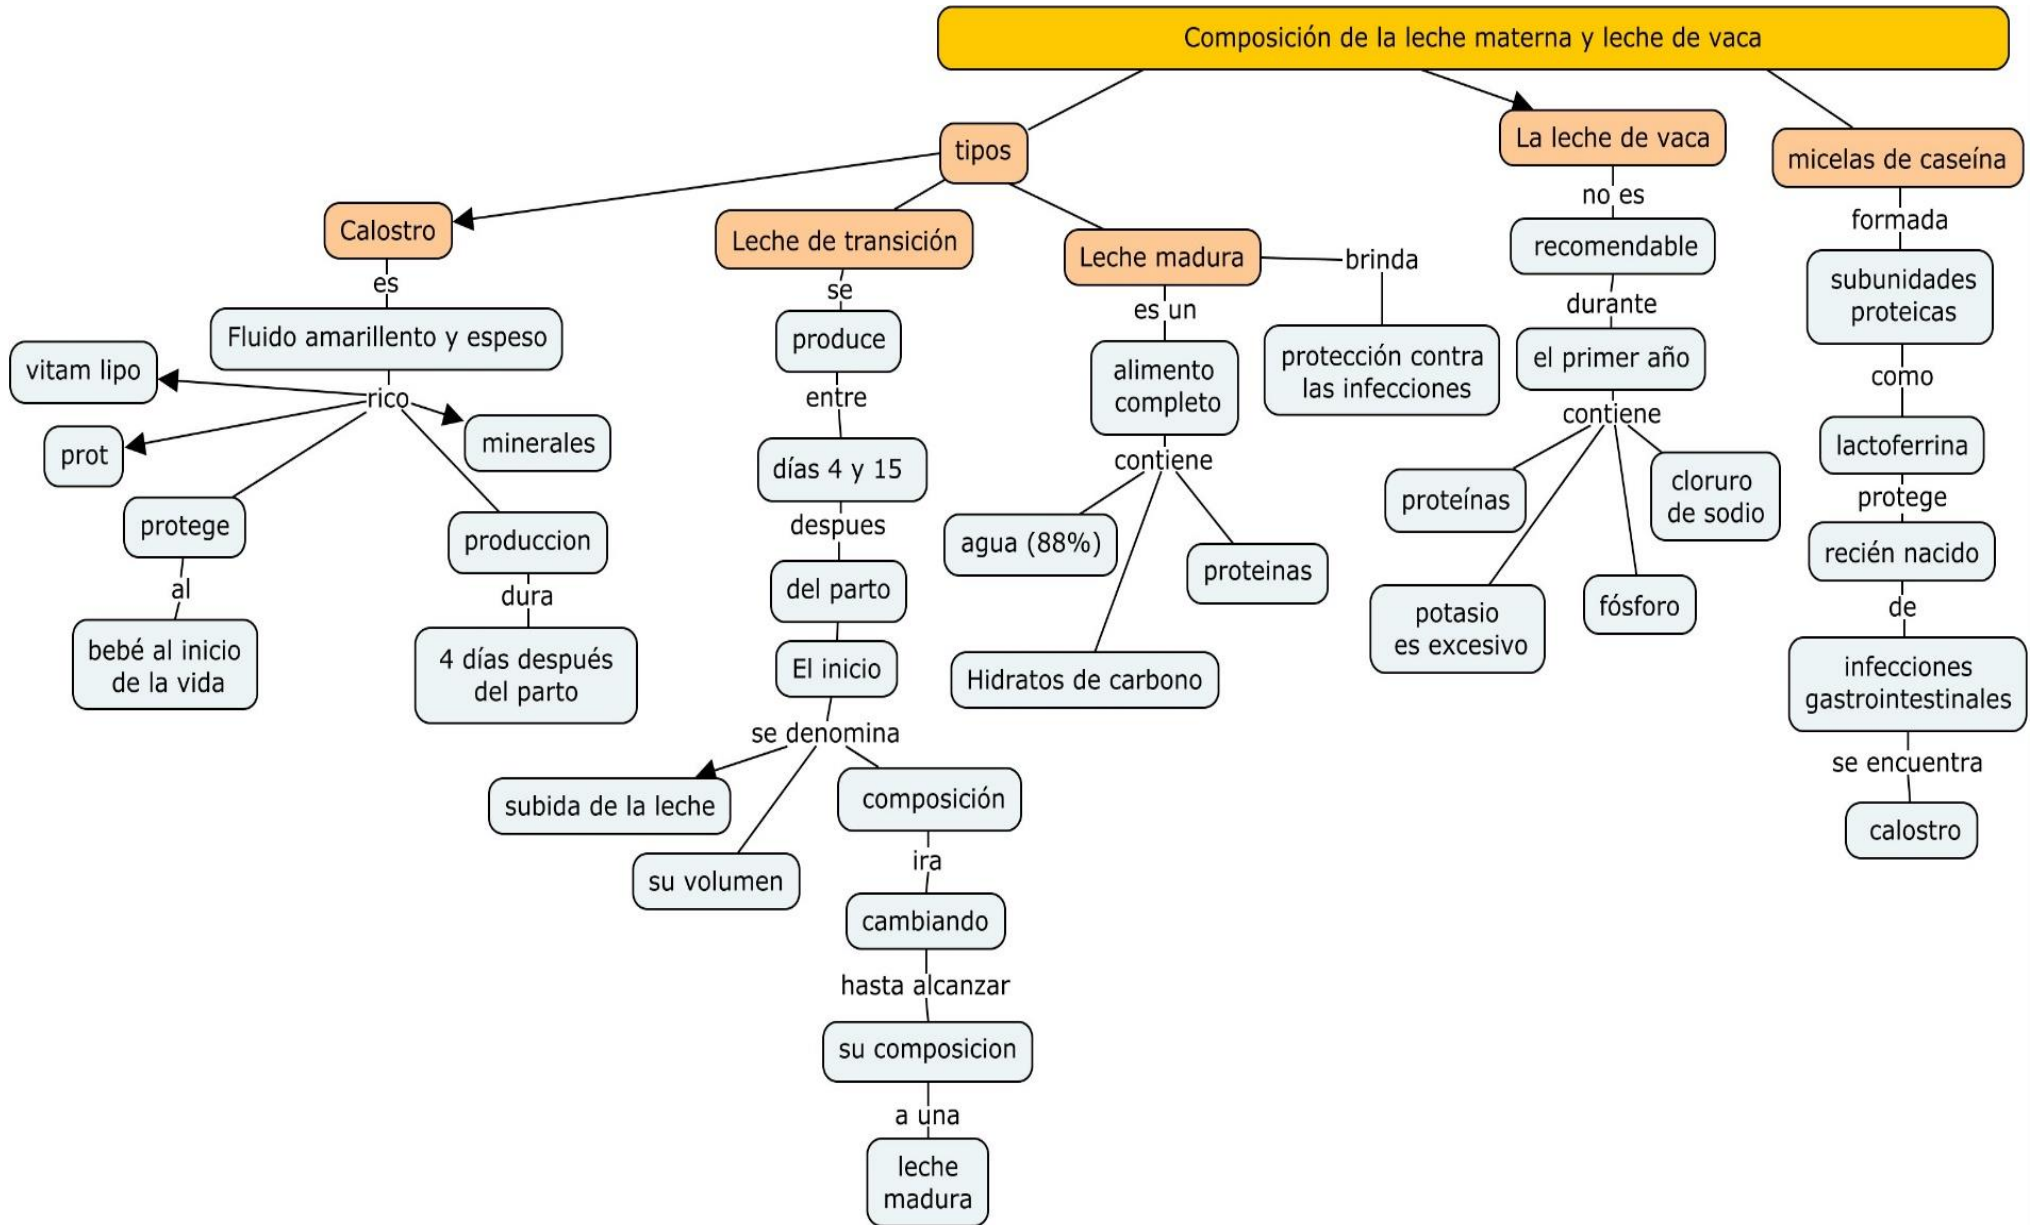 Composición de la leche materna y leche de vaca
tipos
Calostro
es
Fluido amarillento y espeso
rico
vitam lipo
prot
minerales
protege
al
bebé al inicio
de la vida
produccion
dura
4 días después
del parto
Leche de transición
se
produce
entre
días 4 y 15
despues
del parto
El inicio
se denomina
subida de la leche
su volumen
composición
ira
cambiando
hasta alcanzar
su composicion
a una
leche
madura
Leche madura
es un
alimento
completo
contiene
agua (88%)
Hidratos de carbono
proteinas
brinda
protección contra
las infecciones
La leche de vaca
no es
recomendable
durante
el primer año
contiene
proteínas
potasio
es excesivo
fósforo
cloruro
de sodio
micelas de caseína
formada
subunidades
proteicas
como
lactoferrina
protege
recién nacido
de
infecciones
gastrointestinales
se encuentra
calostro